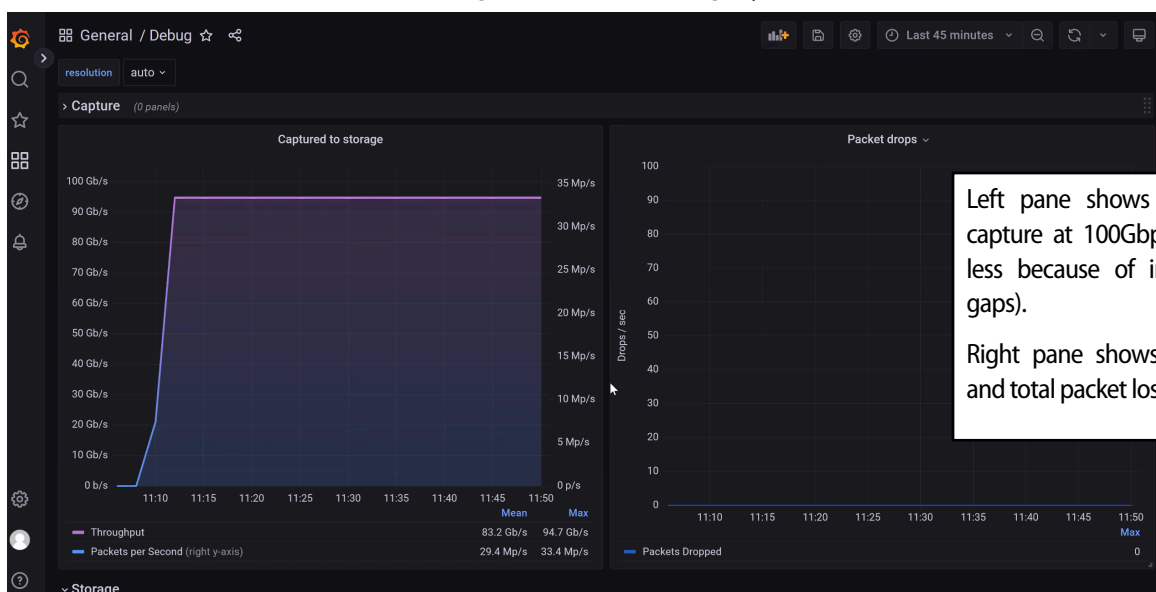 General / Debug
Last 45 minutes
resolution auto
Capture (0 panels)
Captured to storage
100 Gb/s
90 Gb/s
80 Gb/s
70 Gb/s
60 Gb/s
50 Gb/s
40 Gb/s
30 Gb/s
20 Gb/s
10 Gb/s
0 b/s
35 Mp/s
30 Mp/s
25 Mp/s
20 Mp/s
15 Mp/s
10 Mp/s
5 Mp/s
0 p/s
11:10 11:15 11:20 11:25 11:30 11:35 11:40 11:45 11:50
Mean Max
Throughput 83.2 Gb/s 94.7 Gb/s
Packets per Second (right y-axis) 29.4 Mp/s 33.4 Mp/s
Packet drops
Drops / sec
100
90
80
70
60
50
40
30
20
10
0
11:10 11:15 11:20 11:25 11:30 11:35 11:40 11:45 11:50
Max
Packets Dropped 0
Left pane shows
capture at 100Gbp
less because of i
gaps).
Right pane shows
and total packet los
Storage